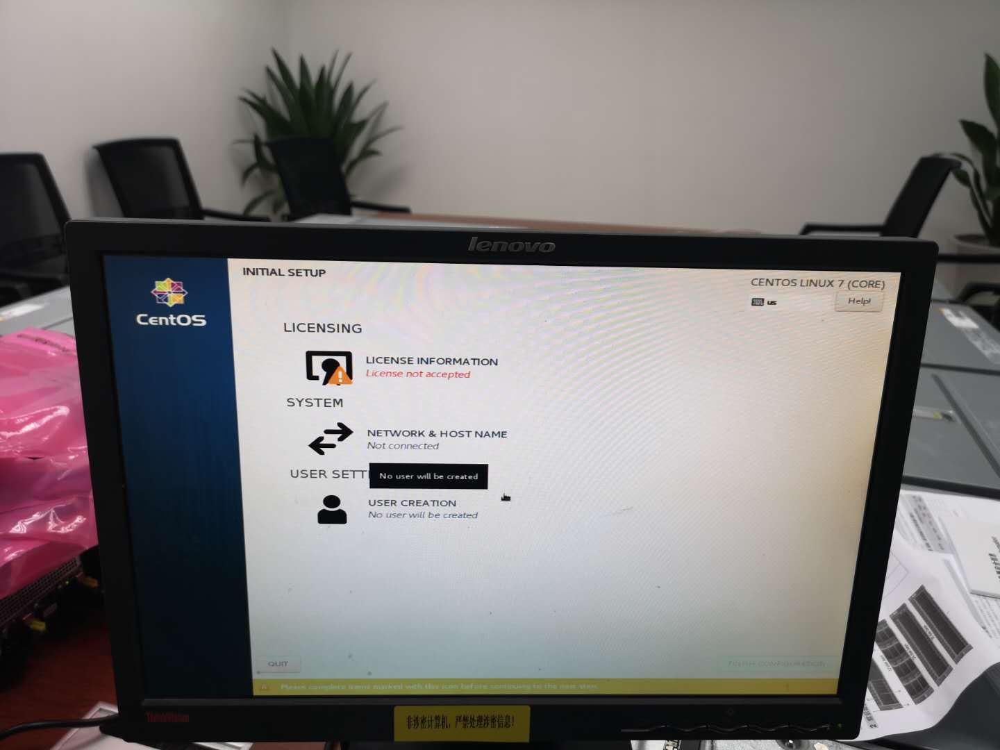 lenovo
INITIAL SETUP
CENTOS LINUX 7 (CORE)
us
Help!
CentOS
LICENSING
LICENSE INFORMATION
License not accepted
SYSTEM
NETWORK & HOST NAME
Not connected
USER SETTI
No user will be created
USER CREATION
No user will be created
QUIT
FINISH CONFIGURATION
Please complete items marked with this icon before continuing to the next step.
ThinkVision
非涉密计算机，严禁处理涉密信息！